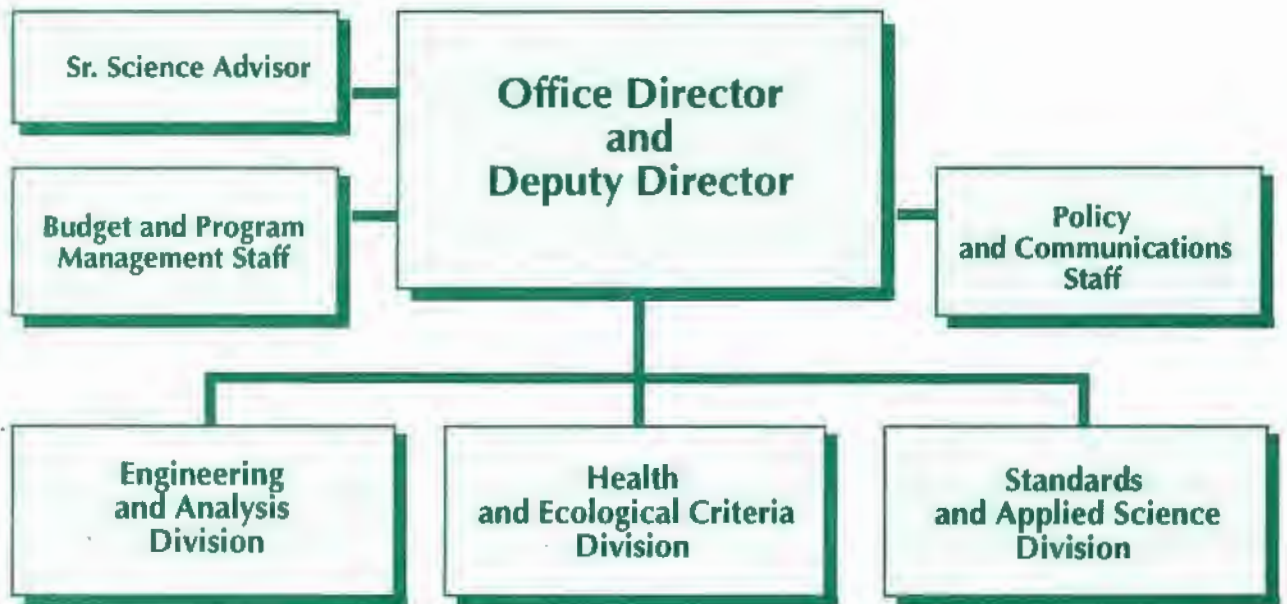 Sr. Science Advisor
Office Director
and
Deputy Director
Budget and Program
Management Staff
Policy
and Communications
Staff
Engineering
and Analysis
Division
Health
and Ecological Criteria
Division
Standards
and Applied Science
Division